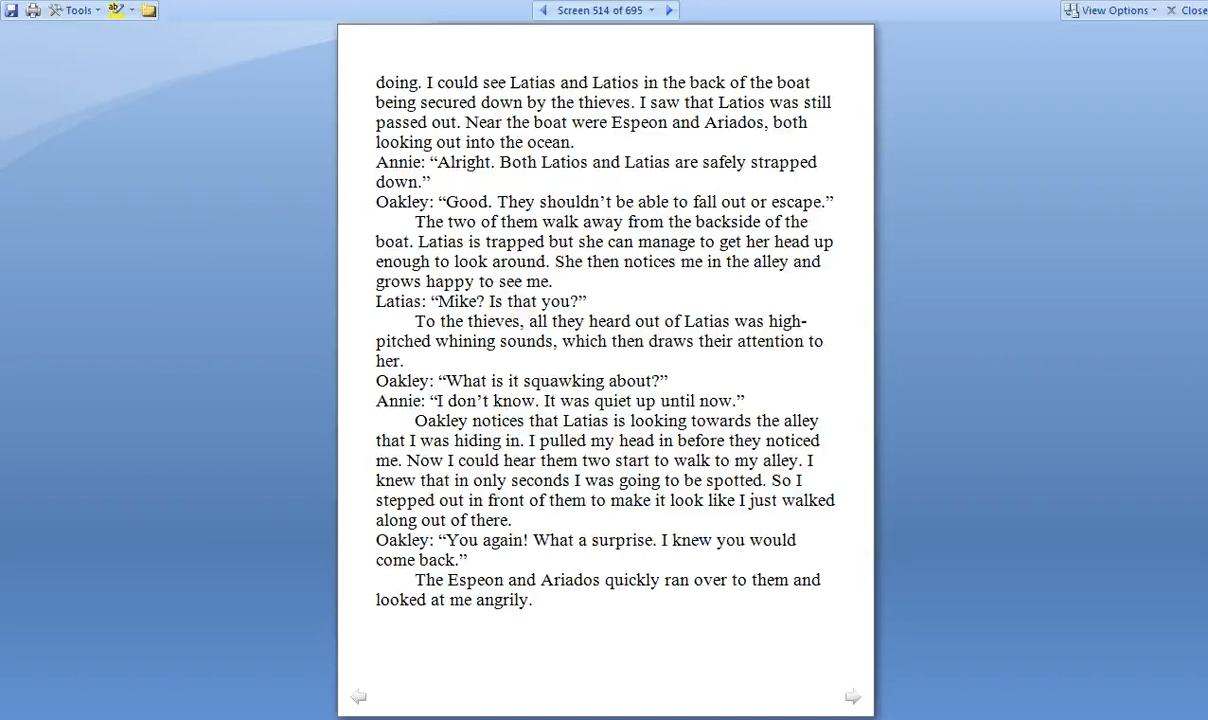 Tools
Screen 514 of 695
View Options
Close
doing. I could see Latias and Latios in the back of the boat
being secured down by the thieves. I saw that Latios was still
passed out. Near the boat were Espeon and Ariados, both
looking out into the ocean.
Annie: “Alright. Both Latios and Latias are safely strapped
down.”
Oakley: “Good. They shouldn’t be able to fall out or escape.”
The two of them walk away from the backside of the
boat. Latias is trapped but she can manage to get her head up
enough to look around. She then notices me in the alley and
grows happy to see me.
Latias: “Mike? Is that you?”
To the thieves, all they heard out of Latias was high-
pitched whining sounds, which then draws their attention to
her.
Oakley: “What is it squawking about?”
Annie: “I don’t know. It was quiet up until now.”
Oakley notices that Latias is looking towards the alley
that I was hiding in. I pulled my head in before they noticed
me. Now I could hear them two start to walk to my alley. I
knew that in only seconds I was going to be spotted. So I
stepped out in front of them to make it look like I just walked
along out of there.
Oakley: “You again! What a surprise. I knew you would
come back.”
The Espeon and Ariados quickly ran over to them and
looked at me angrily.